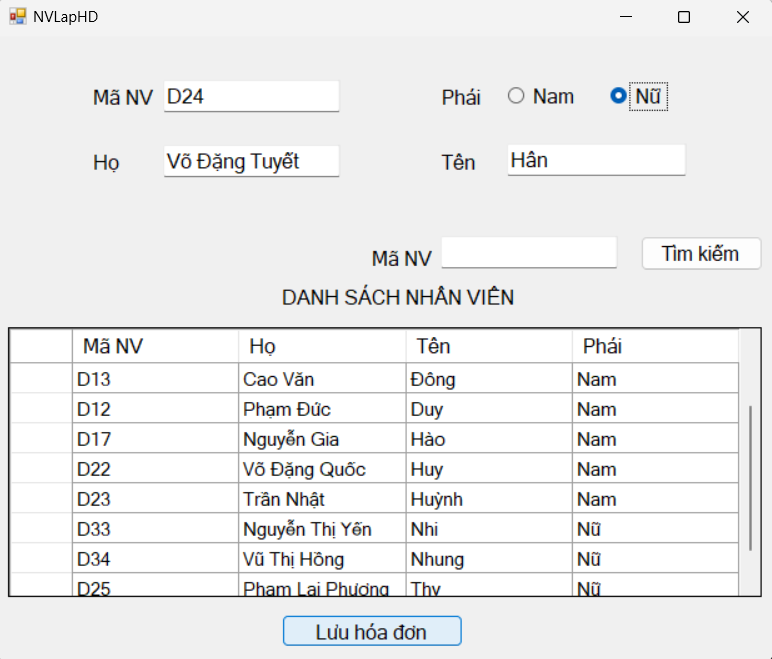 NVLapHD
Mã NV D24 Phái Nam Nữ
Họ Võ Đặng Tuyết Tên Hân
Mã NV Tìm kiếm
DANH SÁCH NHÂN VIÊN
Mã NV Họ Tên Phái
D13 Cao Văn Đông Nam
D12 Phạm Đức Duy Nam
D17 Nguyễn Gia Hào Nam
D22 Võ Đặng Quốc Huy Nam
D23 Trần Nhật Huỳnh Nam
D33 Nguyễn Thị Yến Nhi Nữ
D34 Vũ Thị Hồng Nhung Nữ
D25 Phạm Lại Phương Thy Nữ
Lưu hóa đơn